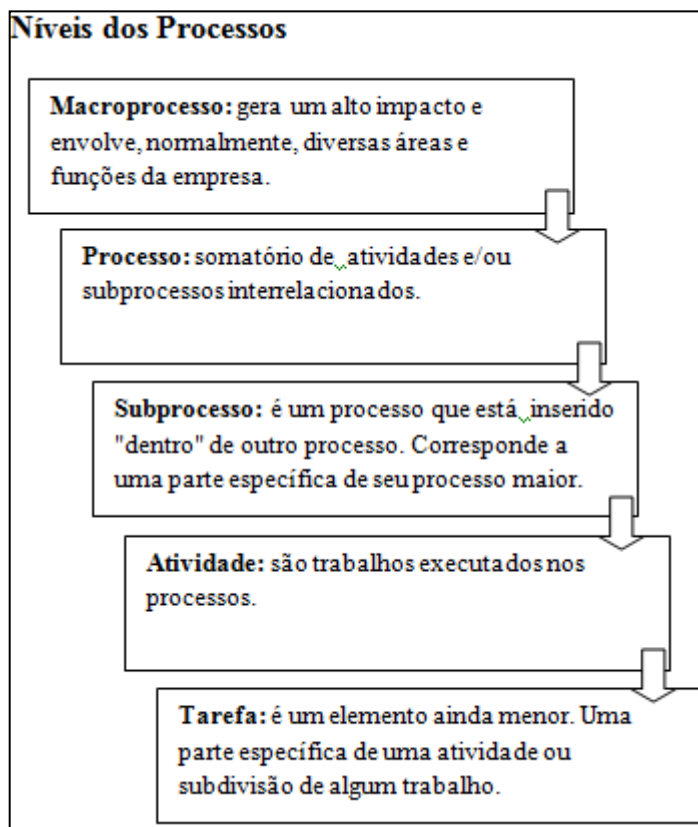 Níveis dos Processos
Macroprocesso: gera um alto impacto e
envolve, normalmente, diversas áreas e
funções da empresa.
Processo: somatório de atividades e/ou
subprocessos interrelacionados.
Subprocesso: é um processo que está inserido
"dentro" de outro processo. Corresponde a
uma parte específica de seu processo maior.
Atividade: são trabalhos executados nos
processos.
Tarefa: é um elemento ainda menor. Uma
parte específica de uma atividade ou
subdivisão de algum trabalho.